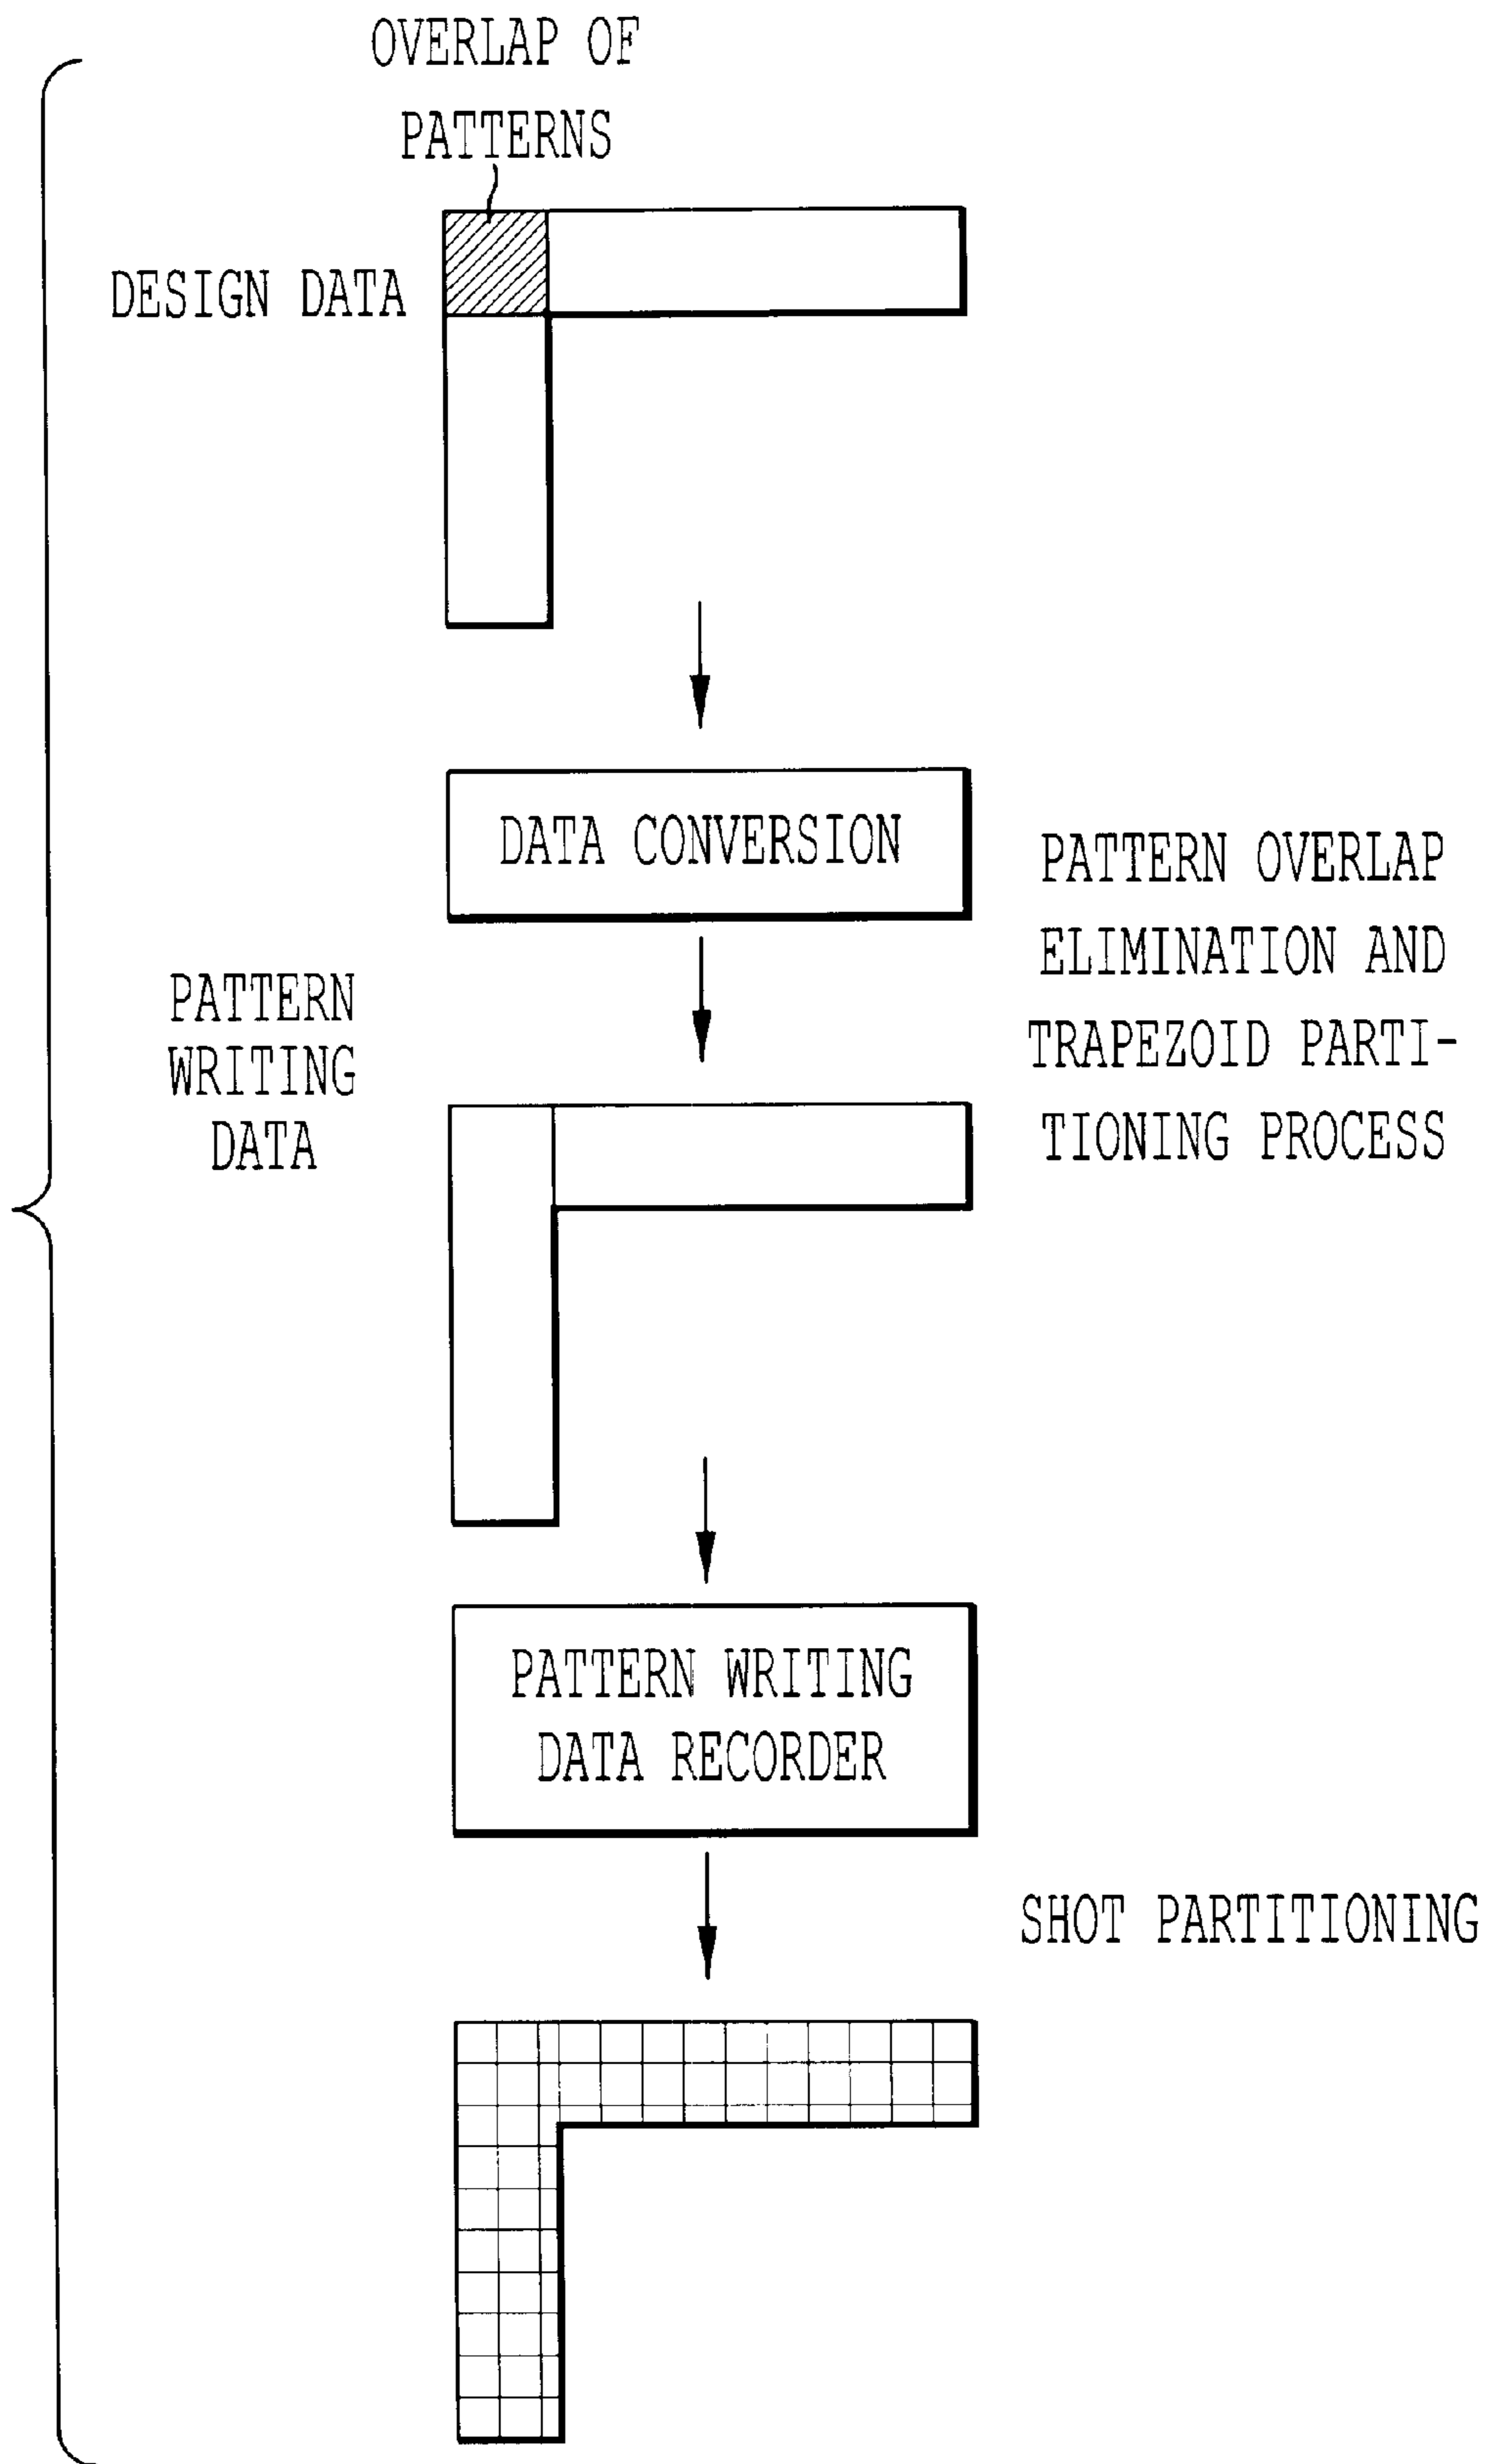 OVERLAP OF
PATTERNS
DESIGN DATA
DATA CONVERSION
PATTERN OVERLAP
ELIMINATION AND
TRAPEZOID PARTI-
TIONING PROCESS
PATTERN
WRITING
DATA
PATTERN WRITING
DATA RECORDER
SHOT PARTITIONING